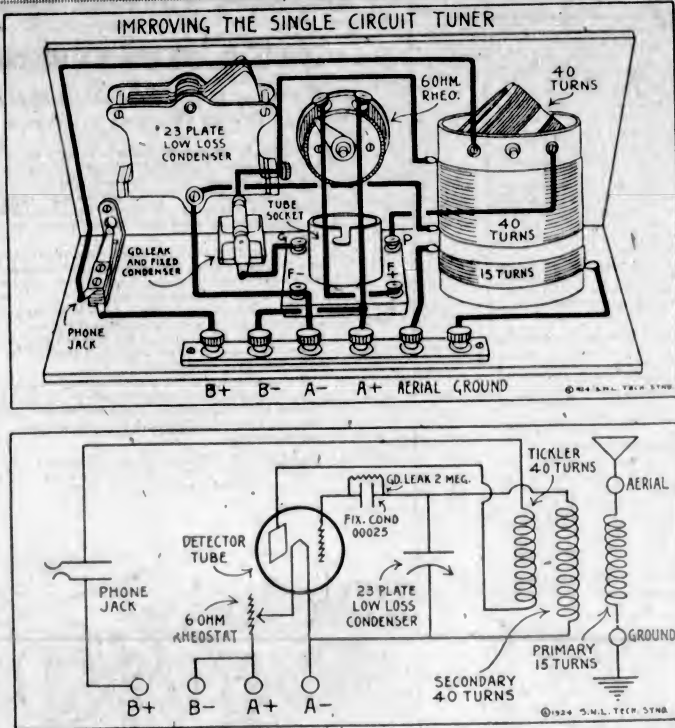 IMRROVING THE SINGLE CIRCUIT TUNER
23 PLATE
LOW LOSS
CONDENSER
6 OHM.
RHEO.
40
TURNS
TUBE
SOCKET
GD. LEAK
AND FIXED
CONDENSER
G
P
F-
F+
40
TURNS
15 TURNS
PHONE
JACK
B+ B- A- A+ AERIAL GROUND
©1924 S.N.L. TECH. SYND.
TICKLER
40 TURNS
GD. LEAK 2 MEG.
AERIAL
FIX. COND
00025
DETECTOR
TUBE
PHONE
JACK
23 PLATE
LOW LOSS
CONDENSER
6 OHM
RHEOSTAT
GROUND
PRIMARY
15 TURNS
SECONDARY
40 TURNS
B+ B- A+ A-
©1924 S.N.L. TECH. SYND.